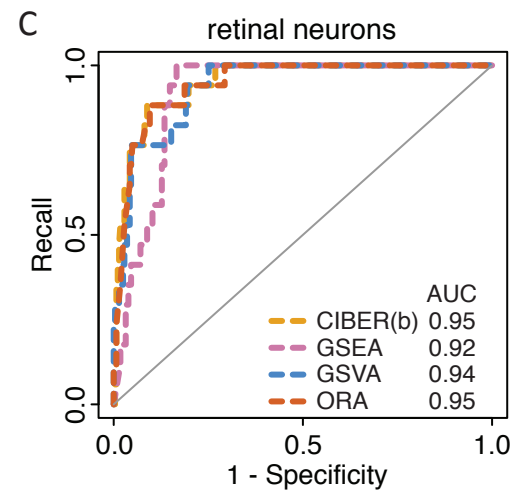 C
retinal neurons
Recall
1.0
0.5
0.0
AUC
CIBER(b) 0.95
GSEA 0.92
GSVA 0.94
ORA 0.95
0.0 0.5 1.0
1 - Specificity